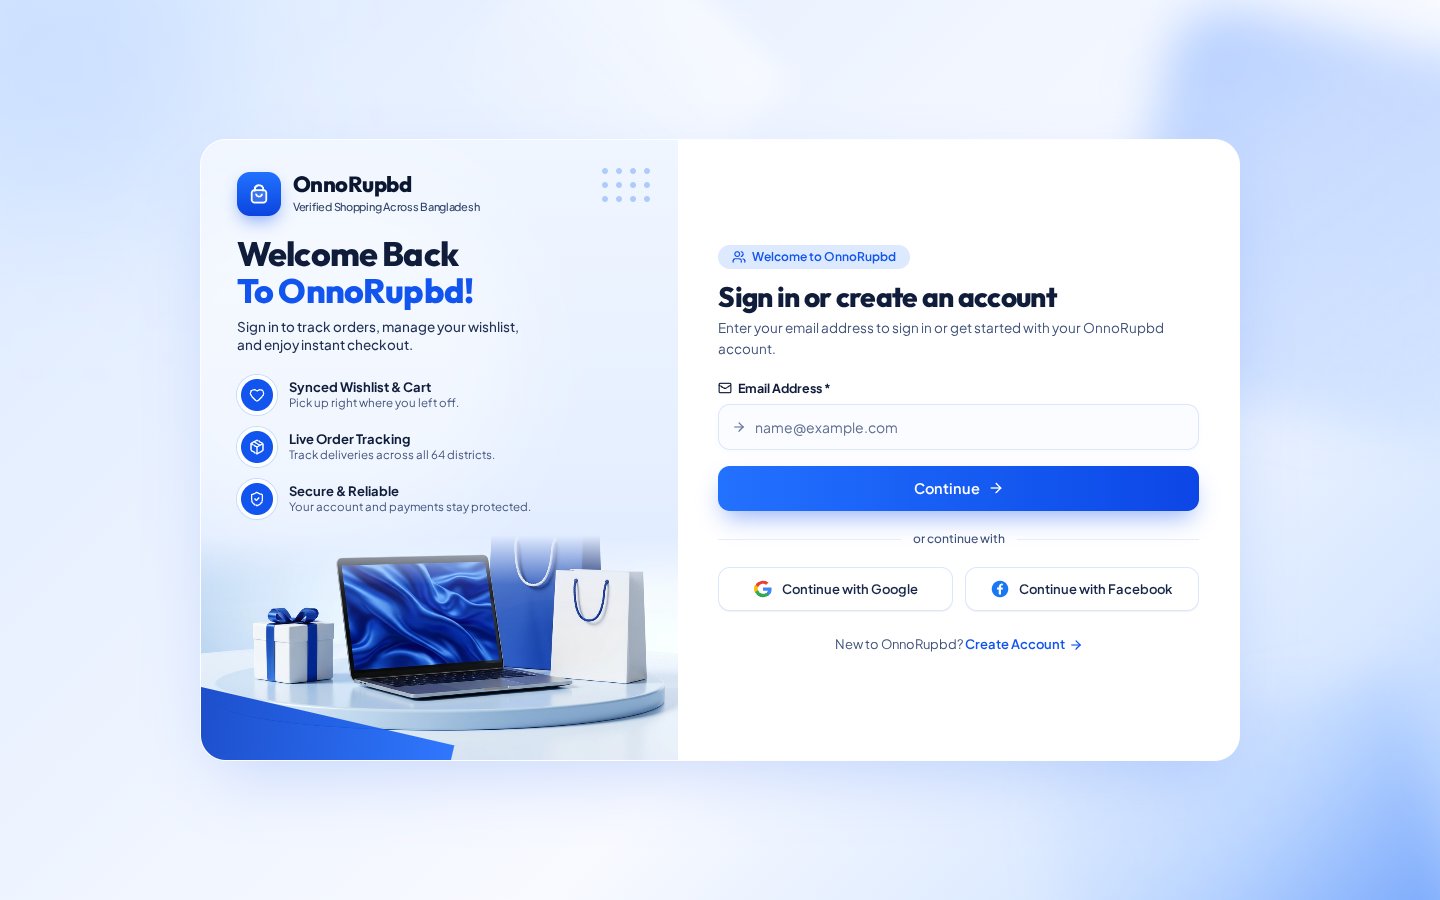 OnnoRupbd
Verified Shopping Across Bangladesh
Welcome Back
To OnnoRupbd!
Sign in to track orders, manage your wishlist,
and enjoy instant checkout.
Synced Wishlist & Cart
Pick up right where you left off.
Live Order Tracking
Track deliveries across all 64 districts.
Secure & Reliable
Your account and payments stay protected.
Welcome to OnnoRupbd
Sign in or create an account
Enter your email address to sign in or get started with your OnnoRupbd
account.
Email Address *
name@example.com
Continue
or continue with
Continue with Google
Continue with Facebook
New to OnnoRupbd? Create Account